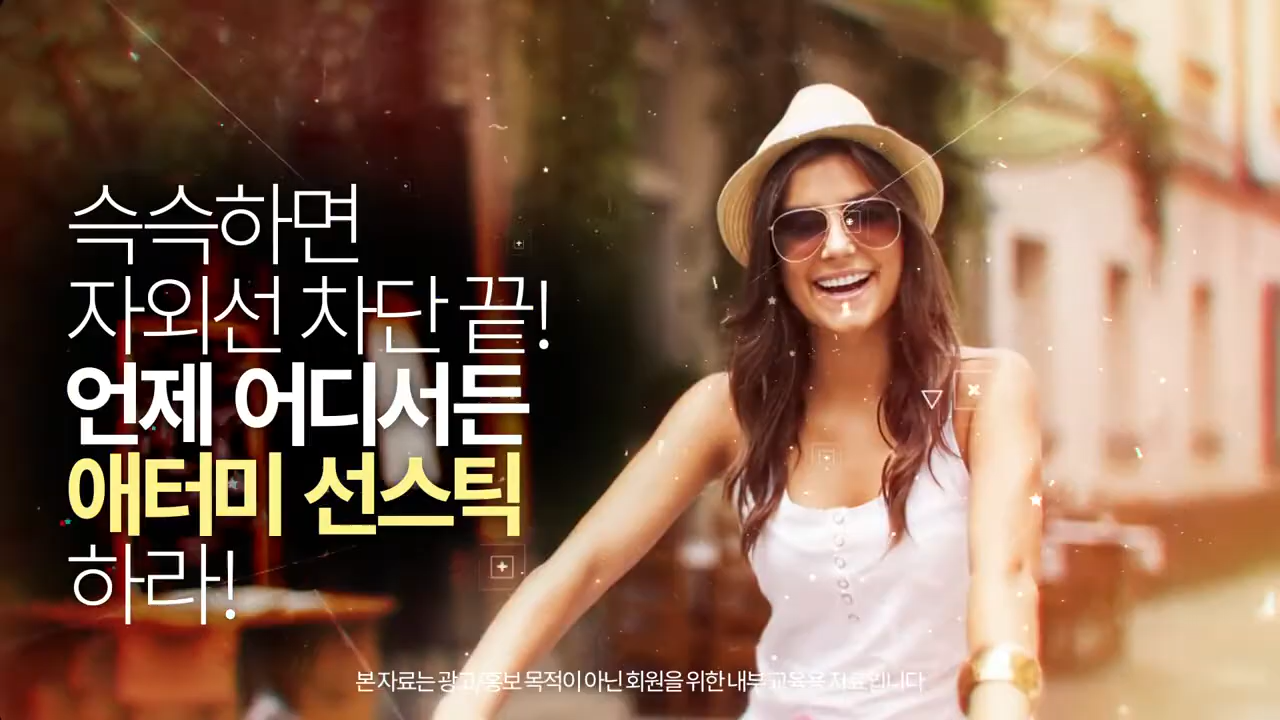 슥슥하면
자외선 차단 끝!
언제 어디서든
애터미 선스틱
하라!
본 자료는 광고/홍보 목적이 아닌 회원을 위한 내부 교육용 자료입니다